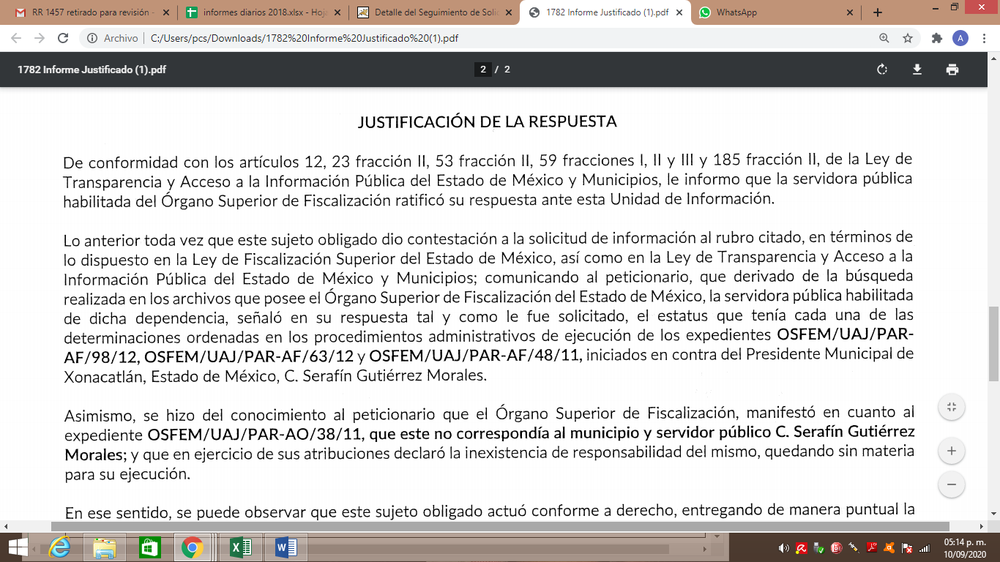 RR 1457 retirado para revisión -
informes diarios 2018.xlsx - Hoja
Detalle del Seguimiento de Solic
1782 Informe Justificado (1).pdf
WhatsApp
Archivo
C:/Users/pcs/Downloads/1782%20Informe%20Justificado%20(1).pdf
A
1782 Informe Justificado (1).pdf
2 / 2
JUSTIFICACIÓN DE LA RESPUESTA
De conformidad con los artículos 12, 23 fracción II, 53 fracción II, 59 fracciones I, II y III y 185 fracción II, de la Ley de
Transparencia y Acceso a la Información Pública del Estado de México y Municipios, le informo que la servidora pública
habilitada del Órgano Superior de Fiscalización ratificó su respuesta ante esta Unidad de Información.
Lo anterior toda vez que este sujeto obligado dio contestación a la solicitud de información al rubro citado, en términos de
lo dispuesto en la Ley de Fiscalización Superior del Estado de México, así como en la Ley de Transparencia y Acceso a la
Información Pública del Estado de México y Municipios; comunicando al peticionario, que derivado de la búsqueda
realizada en los archivos que posee el Órgano Superior de Fiscalización del Estado de México, la servidora pública habilitada
de dicha dependencia, señaló en su respuesta tal y como le fue solicitado, el estatus que tenía cada una de las
determinaciones ordenadas en los procedimientos administrativos de ejecución de los expedientes OSFEM/UAJ/PAR-
AF/98/12, OSFEM/UAJ/PAR-AF/63/12 y OSFEM/UAJ/PAR-AF/48/11, iniciados en contra del Presidente Municipal de
Xonacatlán, Estado de México, C. Serafín Gutiérrez Morales.
Asimismo, se hizo del conocimiento al peticionario que el Órgano Superior de Fiscalización, manifestó en cuanto al
expediente OSFEM/UAJ/PAR-AO/38/11, que este no correspondía al municipio y servidor público C. Serafín Gutiérrez
Morales; y que en ejercicio de sus atribuciones declaró la inexistencia de responsabilidad del mismo, quedando sin materia
para su ejecución.
En ese sentido, se puede observar que este sujeto obligado actuó conforme a derecho, entregando de manera puntual la
05:14 p. m.
10/09/2020